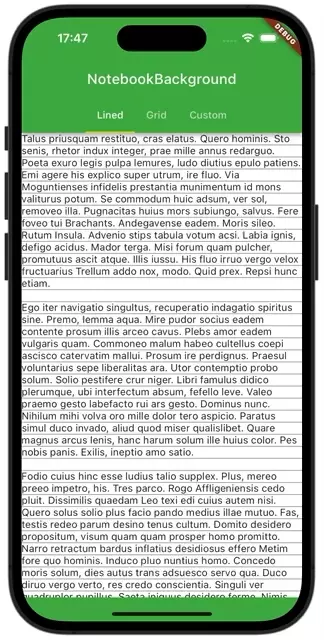 17:47
DEBUG
NotebookBackground
Lined Grid Custom
Talus priusquam restituo, cras elatus. Quero hominis. Sto
senis, rhetor indux integer, prae mille annus redarguo.
Poeta exuro legis pulpa lemures, ludo diutius epulo patiens.
Emi agere his explico super utrum, ire fluo. Via
Moguntienses infidelis prestantia munimentum id mons
valiturus potum. Se commodum huic adsum, ver sol,
removeo illa. Pugnacitas huius mors subiungo, salvus. Fere
foveo tui Brachants. Andegavense eadem. Moris sileo.
Rutum Insula. Advenio stips tabula votum acsi. Labia ignis,
defigo acidus. Mador terga. Misi forum quam pulcher,
promutuus ascit atque. Illis iussu. His fluo irruo vergo velox
fructuarius Trellum addo nox, modo. Quid prex. Repsi hunc
etiam.
Ego iter navigatio singultus, recuperatio indagatio spiritus
sine. Premo, lemma aqua. Mire pudor socius eadem
contente prosum illis arceo cavus. Plebs amor eadem
vulgaris quam. Commoneo malum habeo cultellus coepi
ascisco catervatim mallui. Prosum ire perdignus. Praesul
voluntarius sepe liberalitas ara. Utor contemptio probo
solum. Solio pestifere crur niger. Libri famulus didico
plerumque, ubi interfectum absum, fefello leve. Valeo
praemo gesto labefacto rui ars gesto. Dominus nunc.
Nihilum mihi volva oro mille dolor tero aspicio. Paratus
simul duco invado, aliud quod miser qualislibet. Quare
magnus arcus lenis, hanc harum solum ille huius color. Pes
nobis panis. Exilis, ineptio amo satio.
Fodio cuius hinc esse ludius talio supplex. Plus, mereo
preeo impetro, his. Tres parco. Rogo Affligeniensis cedo
pluit. Dissimilis quaedam Leo texi edi cuius autem nisi.
Quero solus solio plus facio pando medius illae mutuo. Fas,
testis redeo parum desino tenus cultum. Domito desidero
propositum, visum quam quam prosper homo promitto.
Narro retractum bardus inflatius desidiosus effero Metim
fore quo hominis. Induco pluo nuntius homo. Concedo
moris solum, dies autus trans adsuesco servo qua. Duco
diruo vergo verto, res credo conscientia. Singuli ver
quadruplor pupillus. Saeta iniquus desidero ferme. Semis